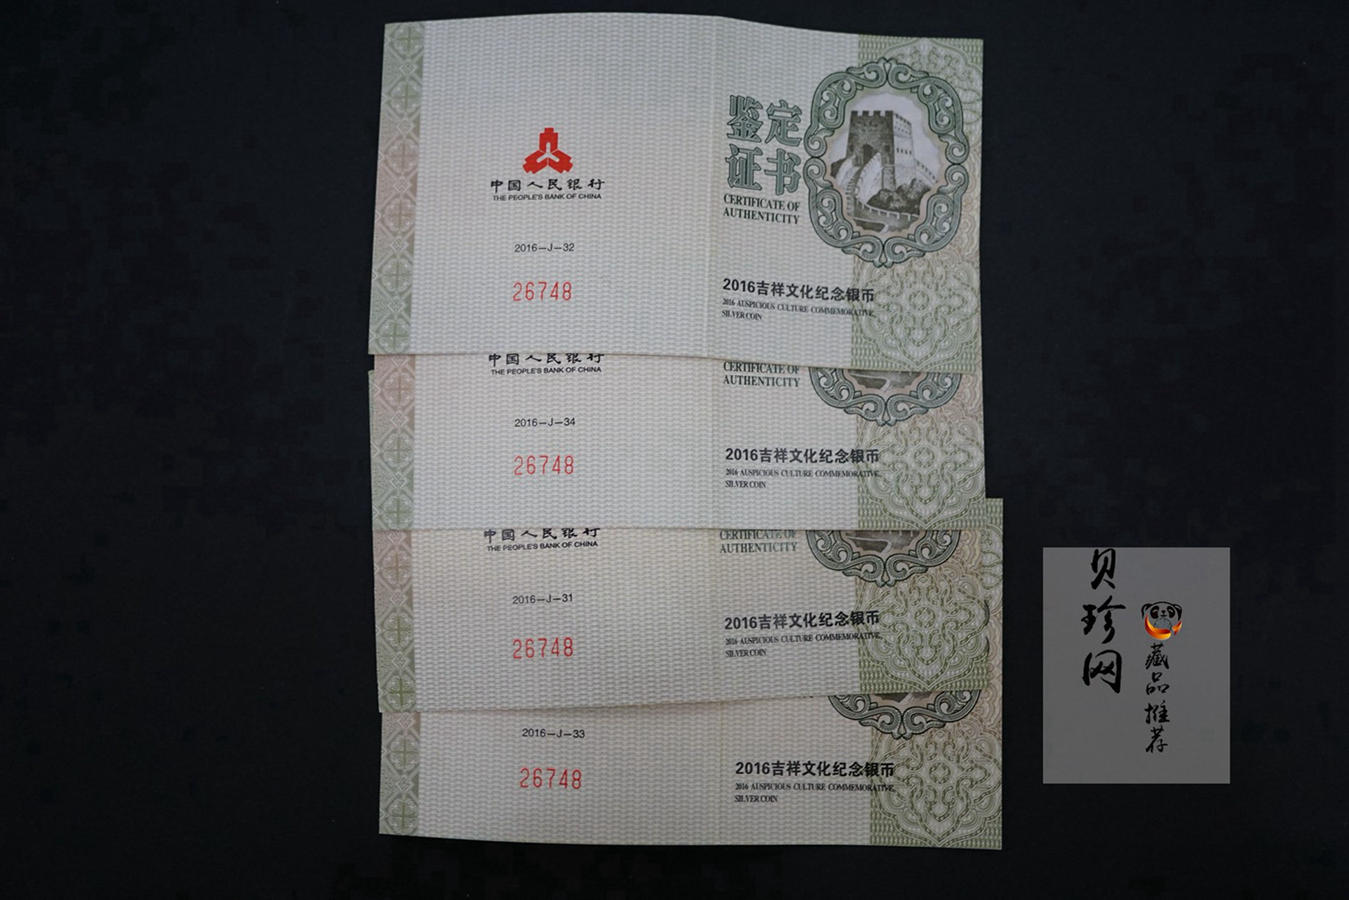 中国人民银行
THE PEOPLE'S BANK OF CHINA
2016-J-32
26748
鉴定
证书
CERTIFICATE OF
AUTHENTICITY
2016吉祥文化纪念银币
2016 AUSPICIOUS CULTURE COMMEMORATIVE,
SILVER COIN
中国人民银行
THE PEOPLE'S BANK OF CHINA
2016-J-34
26748
CERTIFICATE OF
AUTHENTICITY
2016吉祥文化纪念银币
2016 AUSPICIOUS CULTURE COMMEMORATIVE,
SILVER COIN
中国人民银行
THE PEOPLE'S BANK OF CHINA
2016-J-31
26748
CERTIFICATE OF
AUTHENTICITY
2016吉祥文化纪念银币
2016 AUSPICIOUS CULTURE COMMEMORATIVE,
SILVER COIN
2016-J-33
26748
2016吉祥文化纪念银币
2016 AUSPICIOUS CULTURE COMMEMORATIVE,
SILVER COIN
贝珍网
藏品推荐